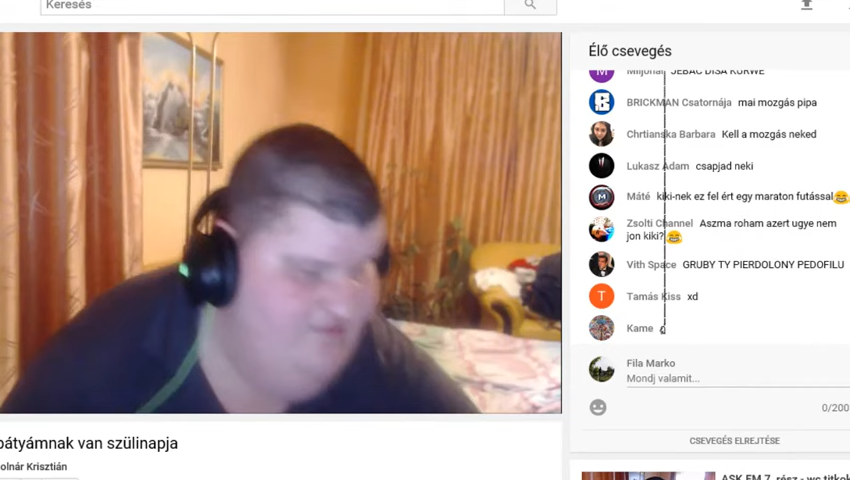 Keresés
Élő csevegés
Miljonai JEBAC DISA KURWE
BRICKMAN Csatornája mai mozgás pipa
Chrtianska Barbara Kell a mozgás neked
Lukasz Adam csapjad neki
Máté kiki-nek ez fel ért egy maraton futással😂
Zsolti Channel Aszma roham azert ugye nem
jon kiki?😂
Vith Space GRUBY TY PIERDOLONY PEDOFILU
Tamás Kiss xd
Kame
Fila Marko
Mondj valamit...
0/200
CSEVEGÉS ELREJTÉSE
bátyámnak van szülinapja
olnár Krisztián
ASK.FM 7. rész - wc titkok